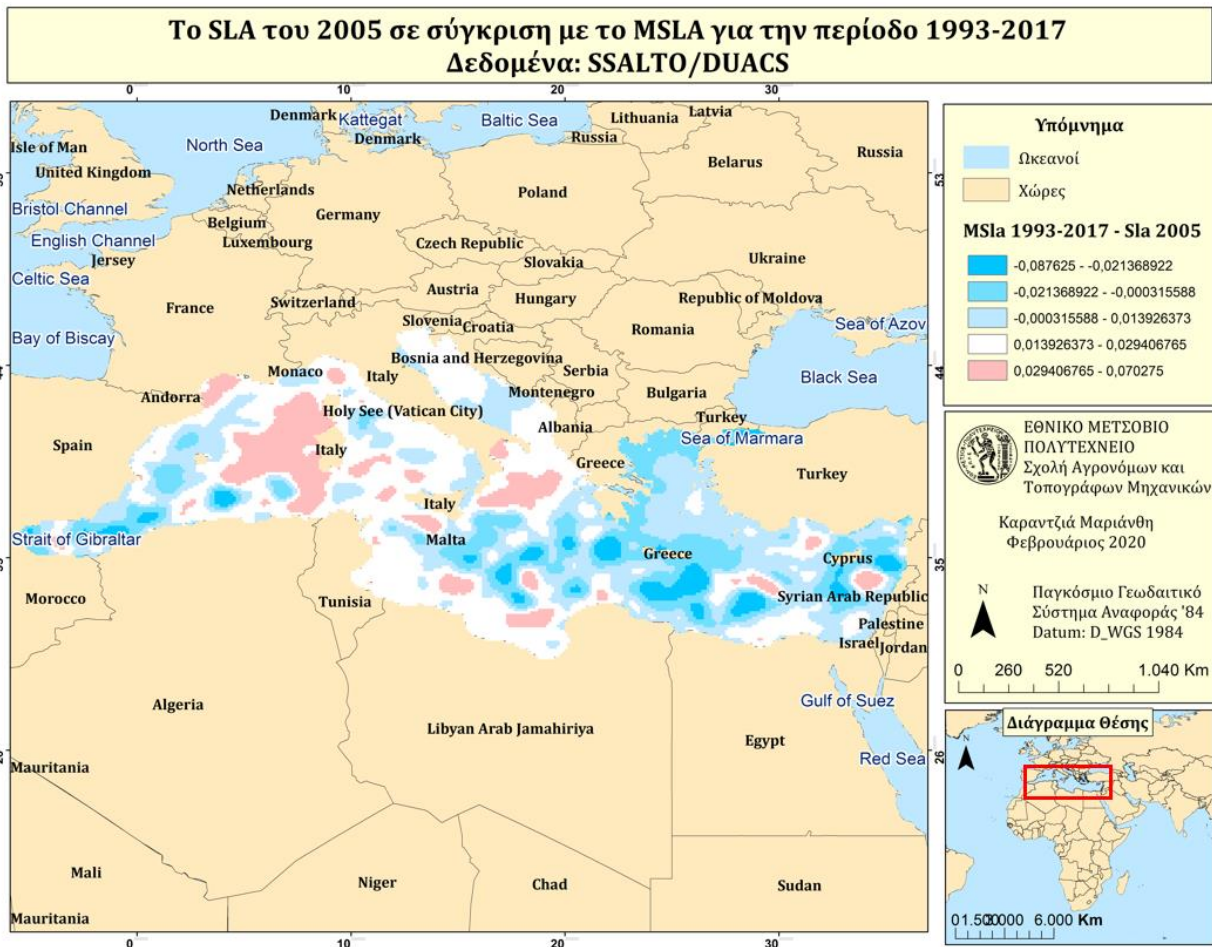 Το SLA του 2005 σε σύγκριση με το MSLA για την περίοδο 1993-2017
Δεδομένα: SSALTO/DUACS
0
10
20
30
Denmark
Kattegat
Denmark
Baltic Sea
Lithuania
Latvia
Russia
North Sea
Isle of Man
United Kingdom
Belarus
Russia
53
Netherlands
Poland
Bristol Channel
Germany
Belgium
English Channel
Luxembourg
Czech Republic
Jersey
Slovakia
Ukraine
Celtic Sea
Austria
France
Switzerland
Hungary
Republic of Moldova
Slovenia
Croatia
Romania
Sea of Azov
Bay of Biscay
Bosnia and Herzegovina
Serbia
44
Monaco
Italy
Black Sea
Andorra
Montenegro
Bulgaria
Holy See (Vatican City)
Albania
Turkey
Spain
Sea of Marmara
Italy
Greece
Turkey
Italy
Strait of Gibraltar
Malta
Greece
Cyprus
35
Morocco
Tunisia
Syrian Arab Republic
Palestine
Israel
Jordan
Algeria
Gulf of Suez
Libyan Arab Jamahiriya
Egypt
Red Sea
26
Mauritania
Mali
Niger
Chad
Sudan
Mauritania
0
10
20
30
Υπόμνημα
Ωκεανοί
Χώρες
MSla 1993-2017 - Sla 2005
-0,087625 - -0,021368922
-0,021368922 - -0,000315588
-0,000315588 - 0,013926373
0,013926373 - 0,029406765
0,029406765 - 0,070275
ΕΘΝΙΚΟ ΜΕΤΣΟΒΙΟ
ΠΟΛΥΤΕΧΝΕΙΟ
Σχολή Αγρονόμων και
Τοπογράφων Μηχανικών
Καραντζιά Μαριάνθη
Φεβρουάριος 2020
N
Παγκόσμιο Γεωδαιτικό
Σύστημα Αναφοράς '84
Datum: D_WGS 1984
0 260 520 1.040 Km
Διάγραμμα Θέσης
N
0 1.500 3.000 6.000 Km